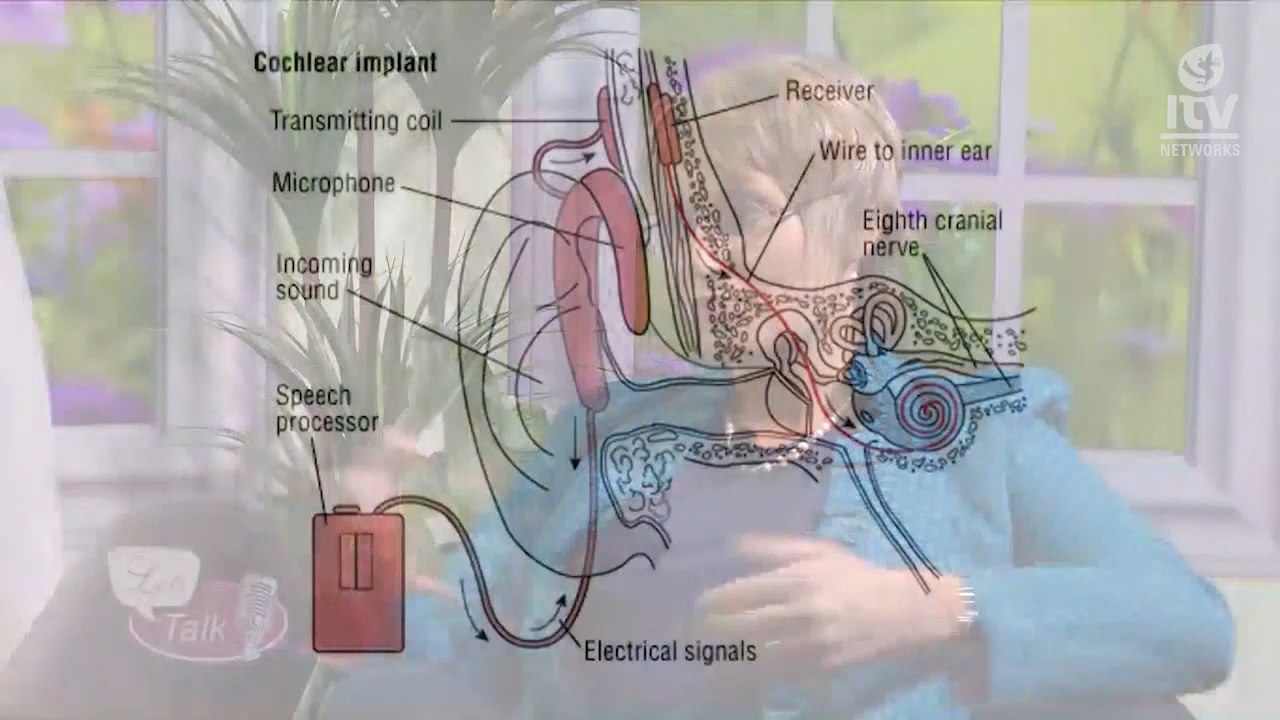 Cochlear implant
Transmitting coil
Microphone
Incoming
sound
Speech
processor
Receiver
Wire to inner ear
Eighth cranial
nerve
Electrical signals
ITV
NETWORKS
Talk